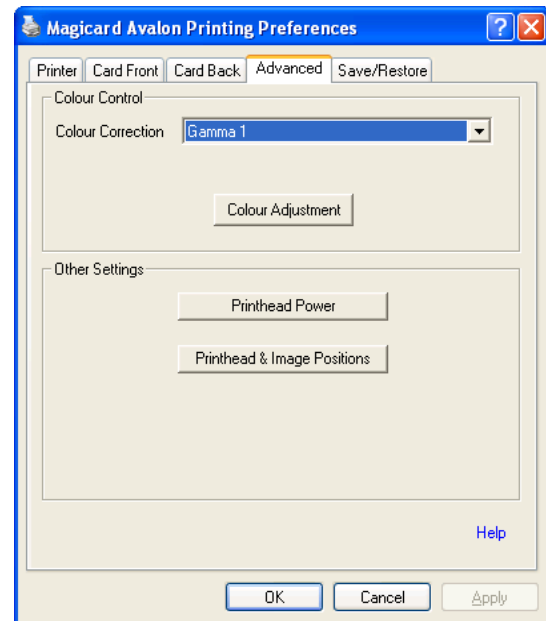 Magicard Avalon Printing Preferences
Printer Card Front Card Back Advanced Save/Restore
Colour Control
Colour Correction Gamma 1
Colour Adjustment
Other Settings
Printhead Power
Printhead & Image Positions
Help
OK Cancel Apply